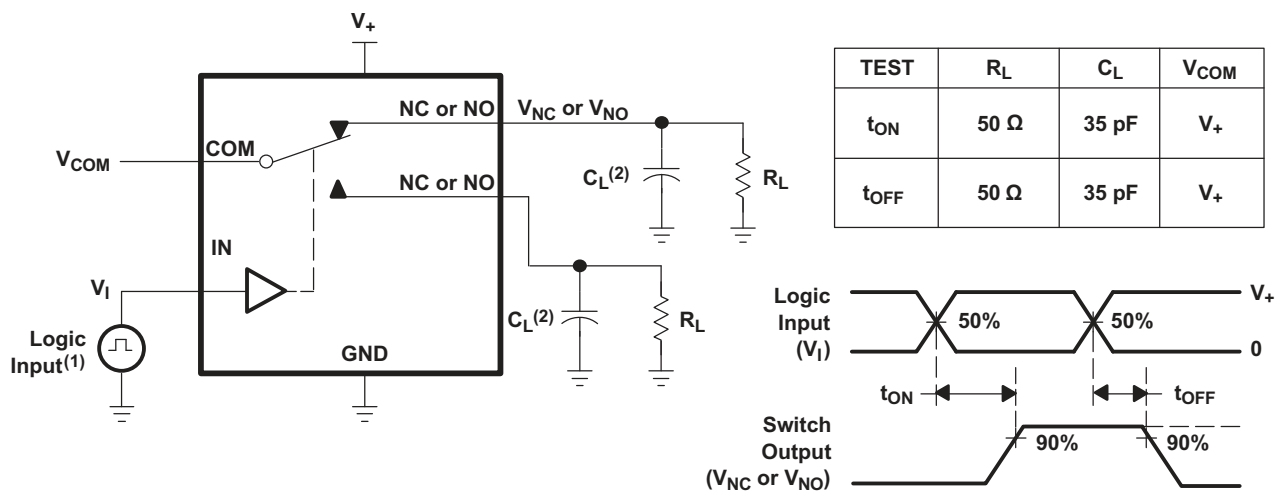 V+
NC or NO
VNC or VNO
COM
VCOM
CL(2)
RL
NC or NO
IN
VI
CL(2)
RL
Logic
Input(1)
GND
TEST RL CL VCOM
tON 50 Ω 35 pF V+
tOFF 50 Ω 35 pF V+
Logic
Input
(VI)
50%
50%
V+
0
tON
tOFF
Switch
Output
(VNC or VNO)
90%
90%